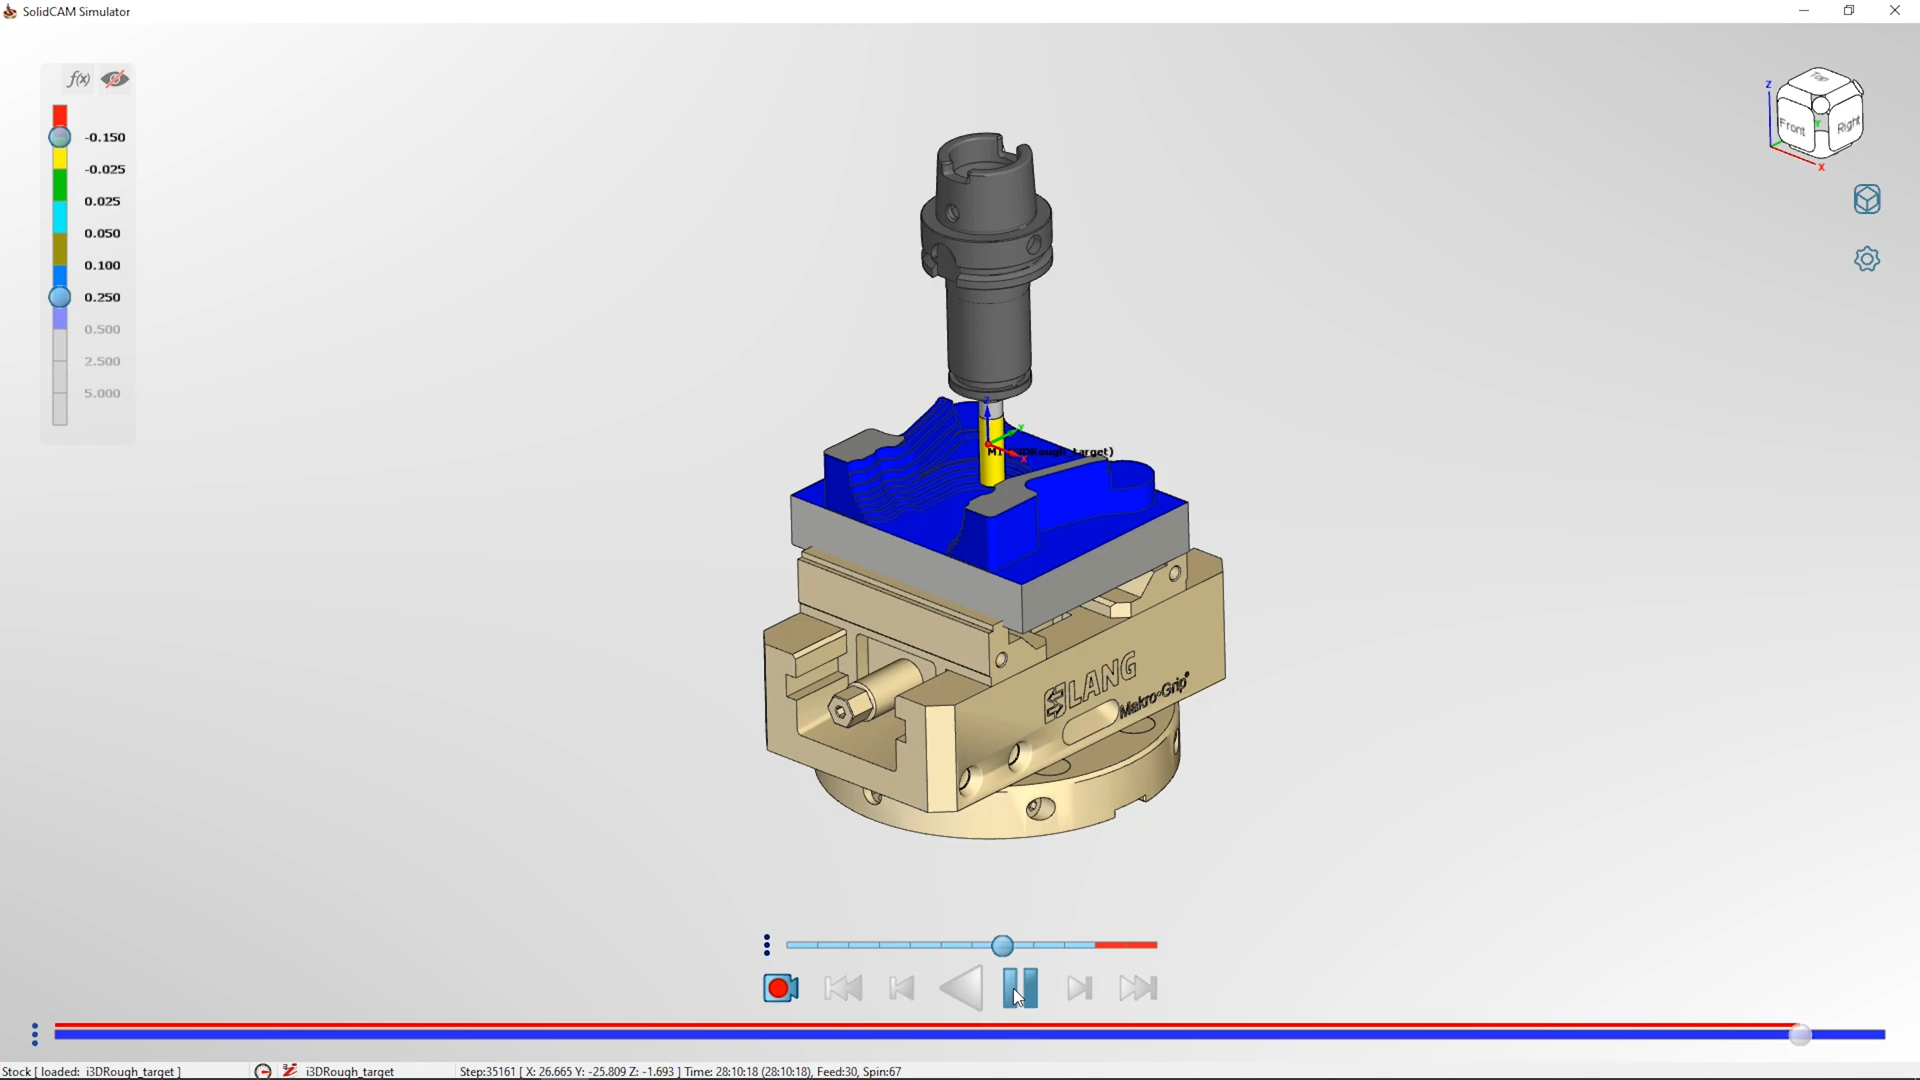 SolidCAM Simulator
f(x)
-0.150
-0.025
0.025
0.050
0.100
0.250
0.500
2.500
5.000
Top
Front
Right
Z
Y
X
Z
Y
X
target)
LANG
Makro·Grip®
Stock [ loaded: i3DRough_target ]
i3DRough_target
Step:35161 [ X: 26.665 Y: -25.809 Z: -1.693 ] Time: 28:10:18 (28:10:18), Feed:30, Spin:67